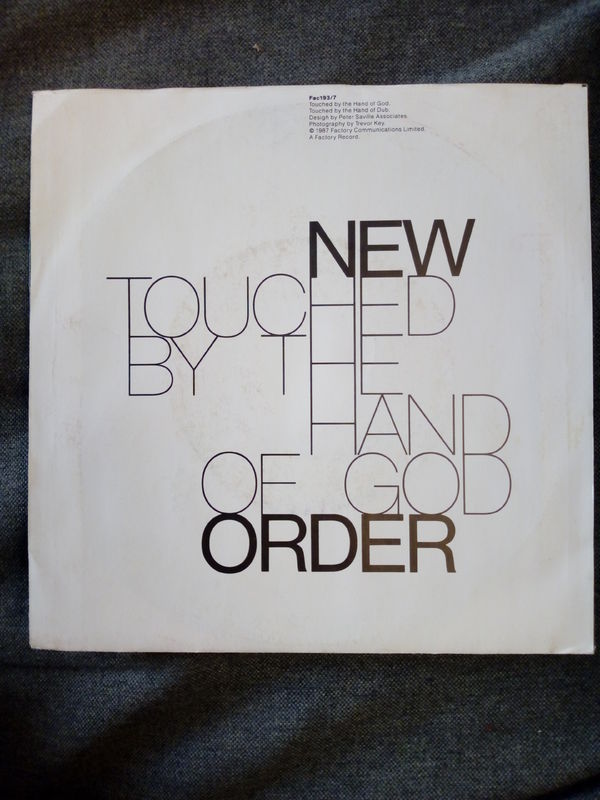 Fac193/7
Touched by the Hand of God.
Touched by the Hand of Dub.
Design by Peter Saville Associates.
Photography by Trevor Key.
© 1987 Factory Communications Limited.
A Factory Record.
NEW
TOUCHED
BY THE
HAND
OF GOD
ORDER